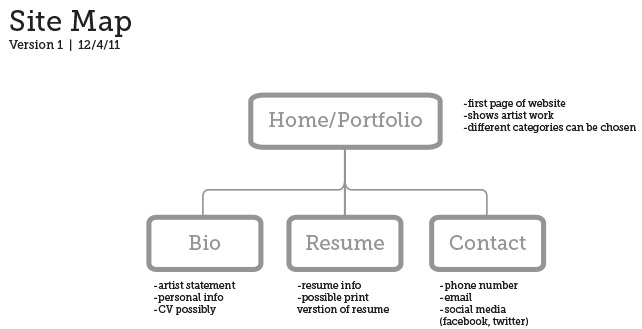 Site Map
Version 1 | 12/4/11
Home/Portfolio
-first page of website
-shows artist work
-different categories can be chosen
Bio
Resume
Contact
-artist statement
-personal info
-CV possibly
-resume info
-possible print
verstion of resume
-phone number
-email
-social media
(facebook, twitter)